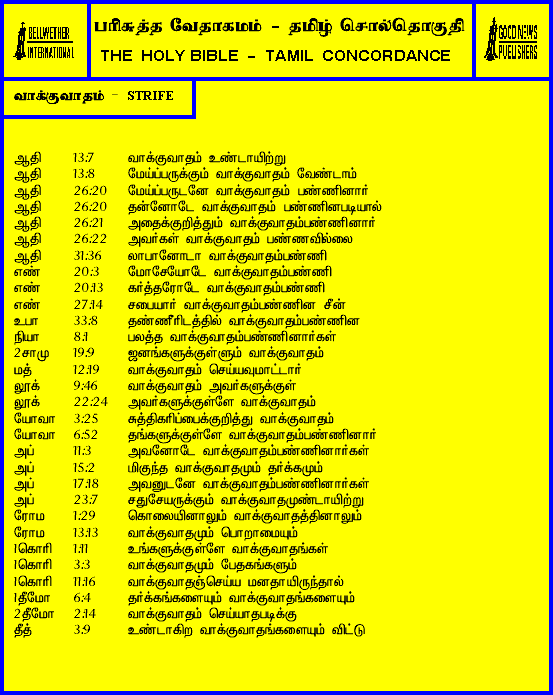 BELLWETHER
INTERNATIONAL
பரிசுத்த வேதாகமம் - தமிழ் சொல்தொகுதி
THE HOLY BIBLE - TAMIL CONCORDANCE
GOOD NEWS
PUBLISHERS
வாக்குவாதம் - STRIFE
ஆதி 13:7 வாக்குவாதம் உண்டாயிற்று
ஆதி 13:8 மேய்ப்பருக்கும் வாக்குவாதம் வேண்டாம்
ஆதி 26:20 மேய்ப்பருடனே வாக்குவாதம் பண்ணினார்
ஆதி 26:20 தன்னோடே வாக்குவாதம் பண்ணினபடியால்
ஆதி 26:21 அதைக்குறித்தும் வாக்குவாதம்பண்ணினார்
ஆதி 26:22 அவர்கள் வாக்குவாதம் பண்ணவில்லை
ஆதி 31:36 லாபானோடா வாக்குவாதம்பண்ணி
எண் 20:3 மோசேயோடே வாக்குவாதம்பண்ணி
எண் 20:13 கர்த்தரோடே வாக்குவாதம்பண்ணி
எண் 27:14 சபையார் வாக்குவாதம்பண்ணின சீன்
உபா 33:8 தண்ணீரிடத்தில் வாக்குவாதம்பண்ணின
நியா 8:1 பலத்த வாக்குவாதம்பண்ணினார்கள்
2சாமு 19:9 ஜனங்களுக்குள்ளும் வாக்குவாதம்
மத் 12:19 வாக்குவாதம் செய்யவுமாட்டார்
லூக் 9:46 வாக்குவாதம் அவர்களுக்குள்
லூக் 22:24 அவர்களுக்குள்ளே வாக்குவாதம்
யோவா 3:25 சுத்திகரிப்பைக்குறித்து வாக்குவாதம்
யோவா 6:52 தங்களுக்குள்ளே வாக்குவாதம்பண்ணினார்
அப் 11:3 அவனோடே வாக்குவாதம்பண்ணினார்கள்
அப் 15:2 மிகுந்த வாக்குவாதமும் தர்க்கமும்
அப் 17:18 அவனுடனே வாக்குவாதம்பண்ணினார்கள்
அப் 23:7 சதுசேயருக்கும் வாக்குவாதமுண்டாயிற்று
ரோம 1:29 கொலையினாலும் வாக்குவாதத்தினாலும்
ரோம 13:13 வாக்குவாதமும் பொறாமையும்
1கொரி 1:11 உங்களுக்குள்ளே வாக்குவாதங்கள்
1கொரி 3:3 வாக்குவாதமும் பேதகங்களும்
1கொரி 11:16 வாக்குவாதஞ்செய்ய மனதாயிருந்தால்
1தீமோ 6:4 தர்க்கங்களையும் வாக்குவாதங்களையும்
2தீமோ 2:14 வாக்குவாதம் செய்யாதபடிக்கு
தீத் 3:9 உண்டாகிற வாக்குவாதங்களையும் விட்டு